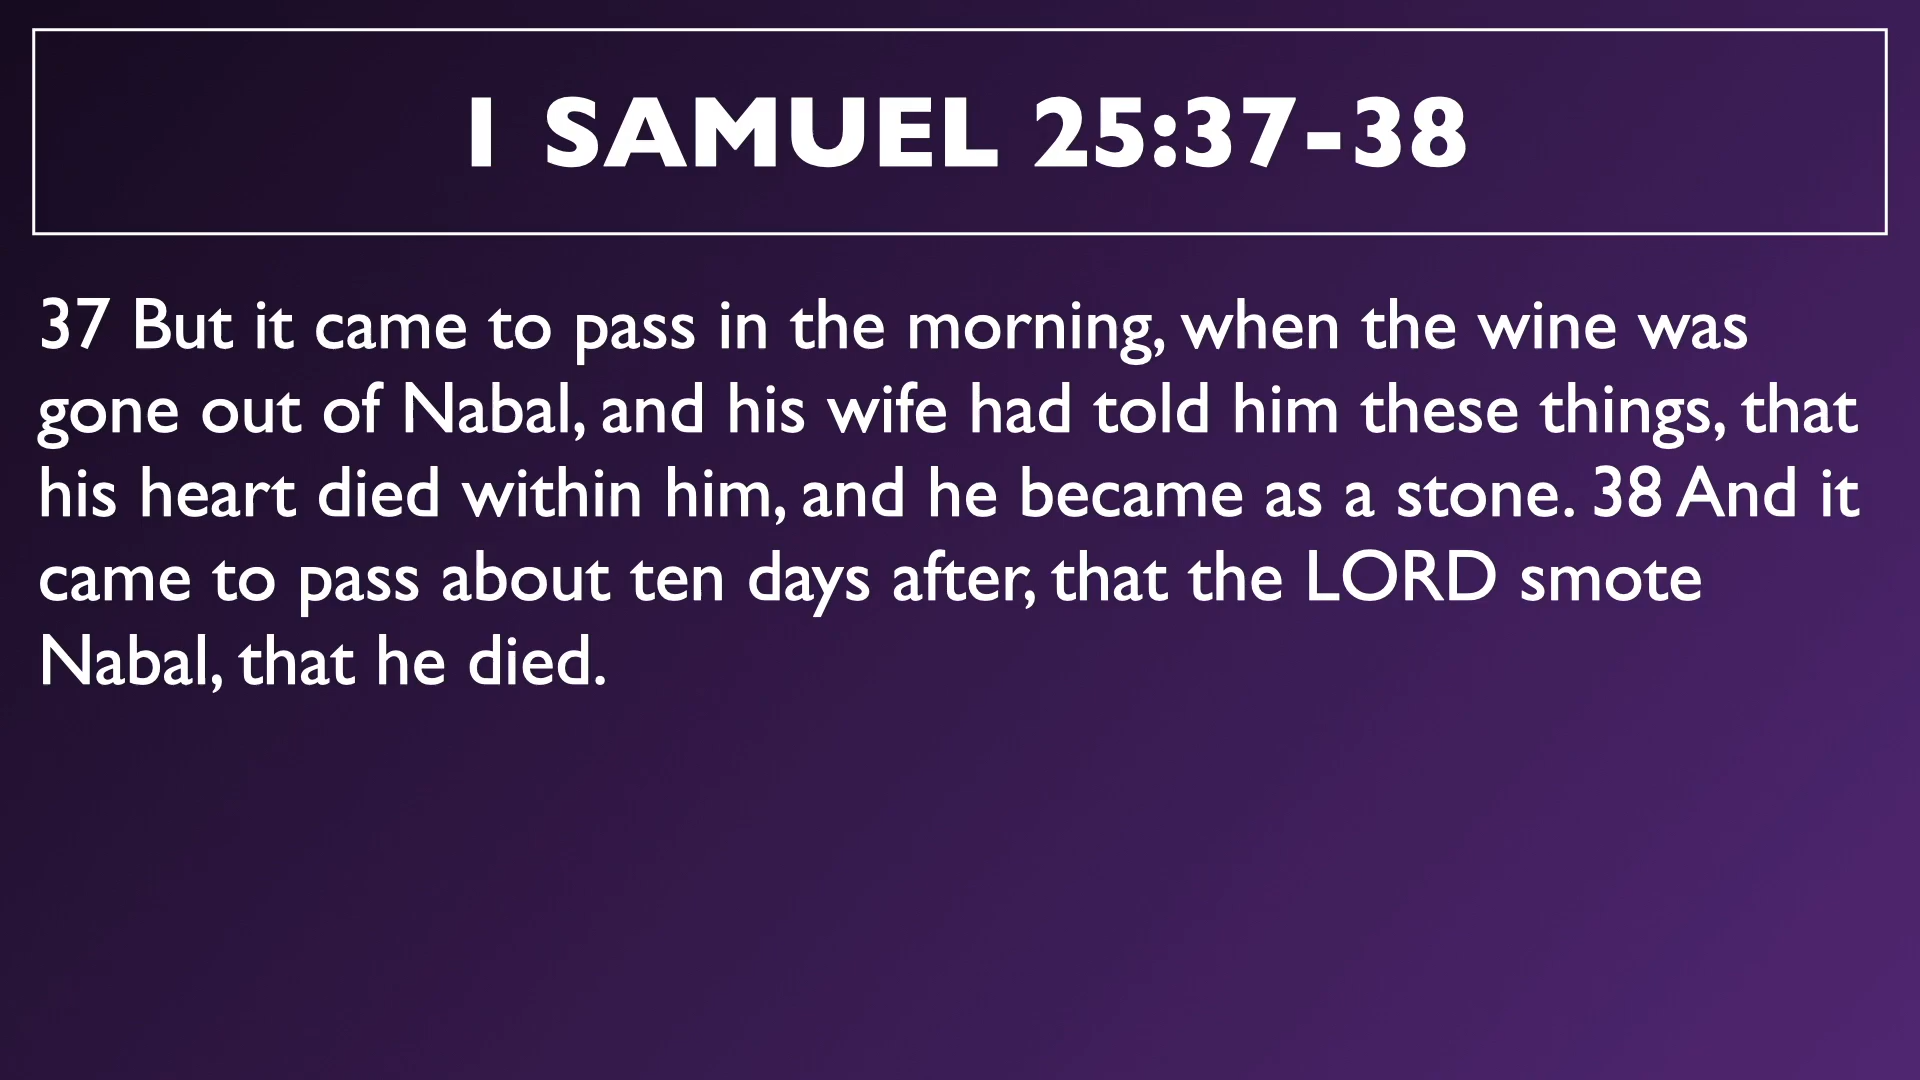 1 SAMUEL 25:37-38
37 But it came to pass in the morning, when the wine was
gone out of Nabal, and his wife had told him these things, that
his heart died within him, and he became as a stone. 38 And it
came to pass about ten days after, that the LORD smote
Nabal, that he died.